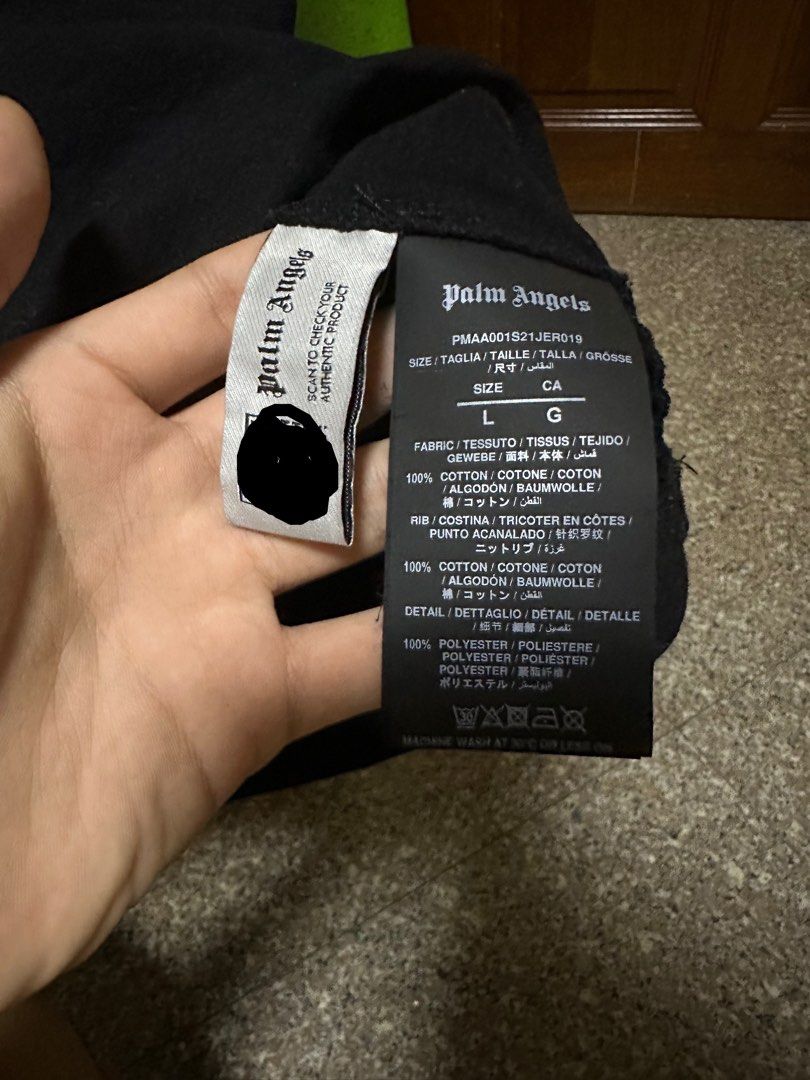 Palm Angels
SCAN TO CHECK YOUR
AUTHENTIC PRODUCT
Palm Angels
PMAA001S21JER019
SIZE / TAGLIA / TAILLE / TALLA / GRÖSSE
/ 尺寸 / المقاس
SIZE CA
L G
FABRIC / TESSUTO / TISSUS / TEJIDO /
GEWEBE / 面料 / 本体 / قماش
100% COTTON / COTONE / COTON
/ ALGODÓN / BAUMWOLLE /
棉 / コットン / القطن
RIB / COSTINA / TRICOTER EN CÔTES /
PUNTO ACANALADO / 针织罗纹 /
ニットリブ / غرزة
100% COTTON / COTONE / COTON
/ ALGODÓN / BAUMWOLLE /
棉 / コットン / القطن
DETAIL / DETTAGLIO / DÉTAIL / DETALLE
/ 细节 / 細部 / تفصيل
100% POLYESTER / POLIESTERE /
POLYESTER / POLIÉSTER /
POLYESTER / 聚酯纤维 /
ポリエステル / البوليستر
30
MACHINE WASH AT 30°C OR LESS